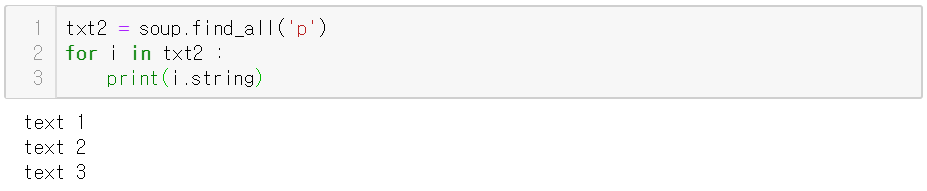 1 txt2 = soup.find_all('p')
2 for i in txt2 :
3     print(i.string)
text 1
text 2
text 3